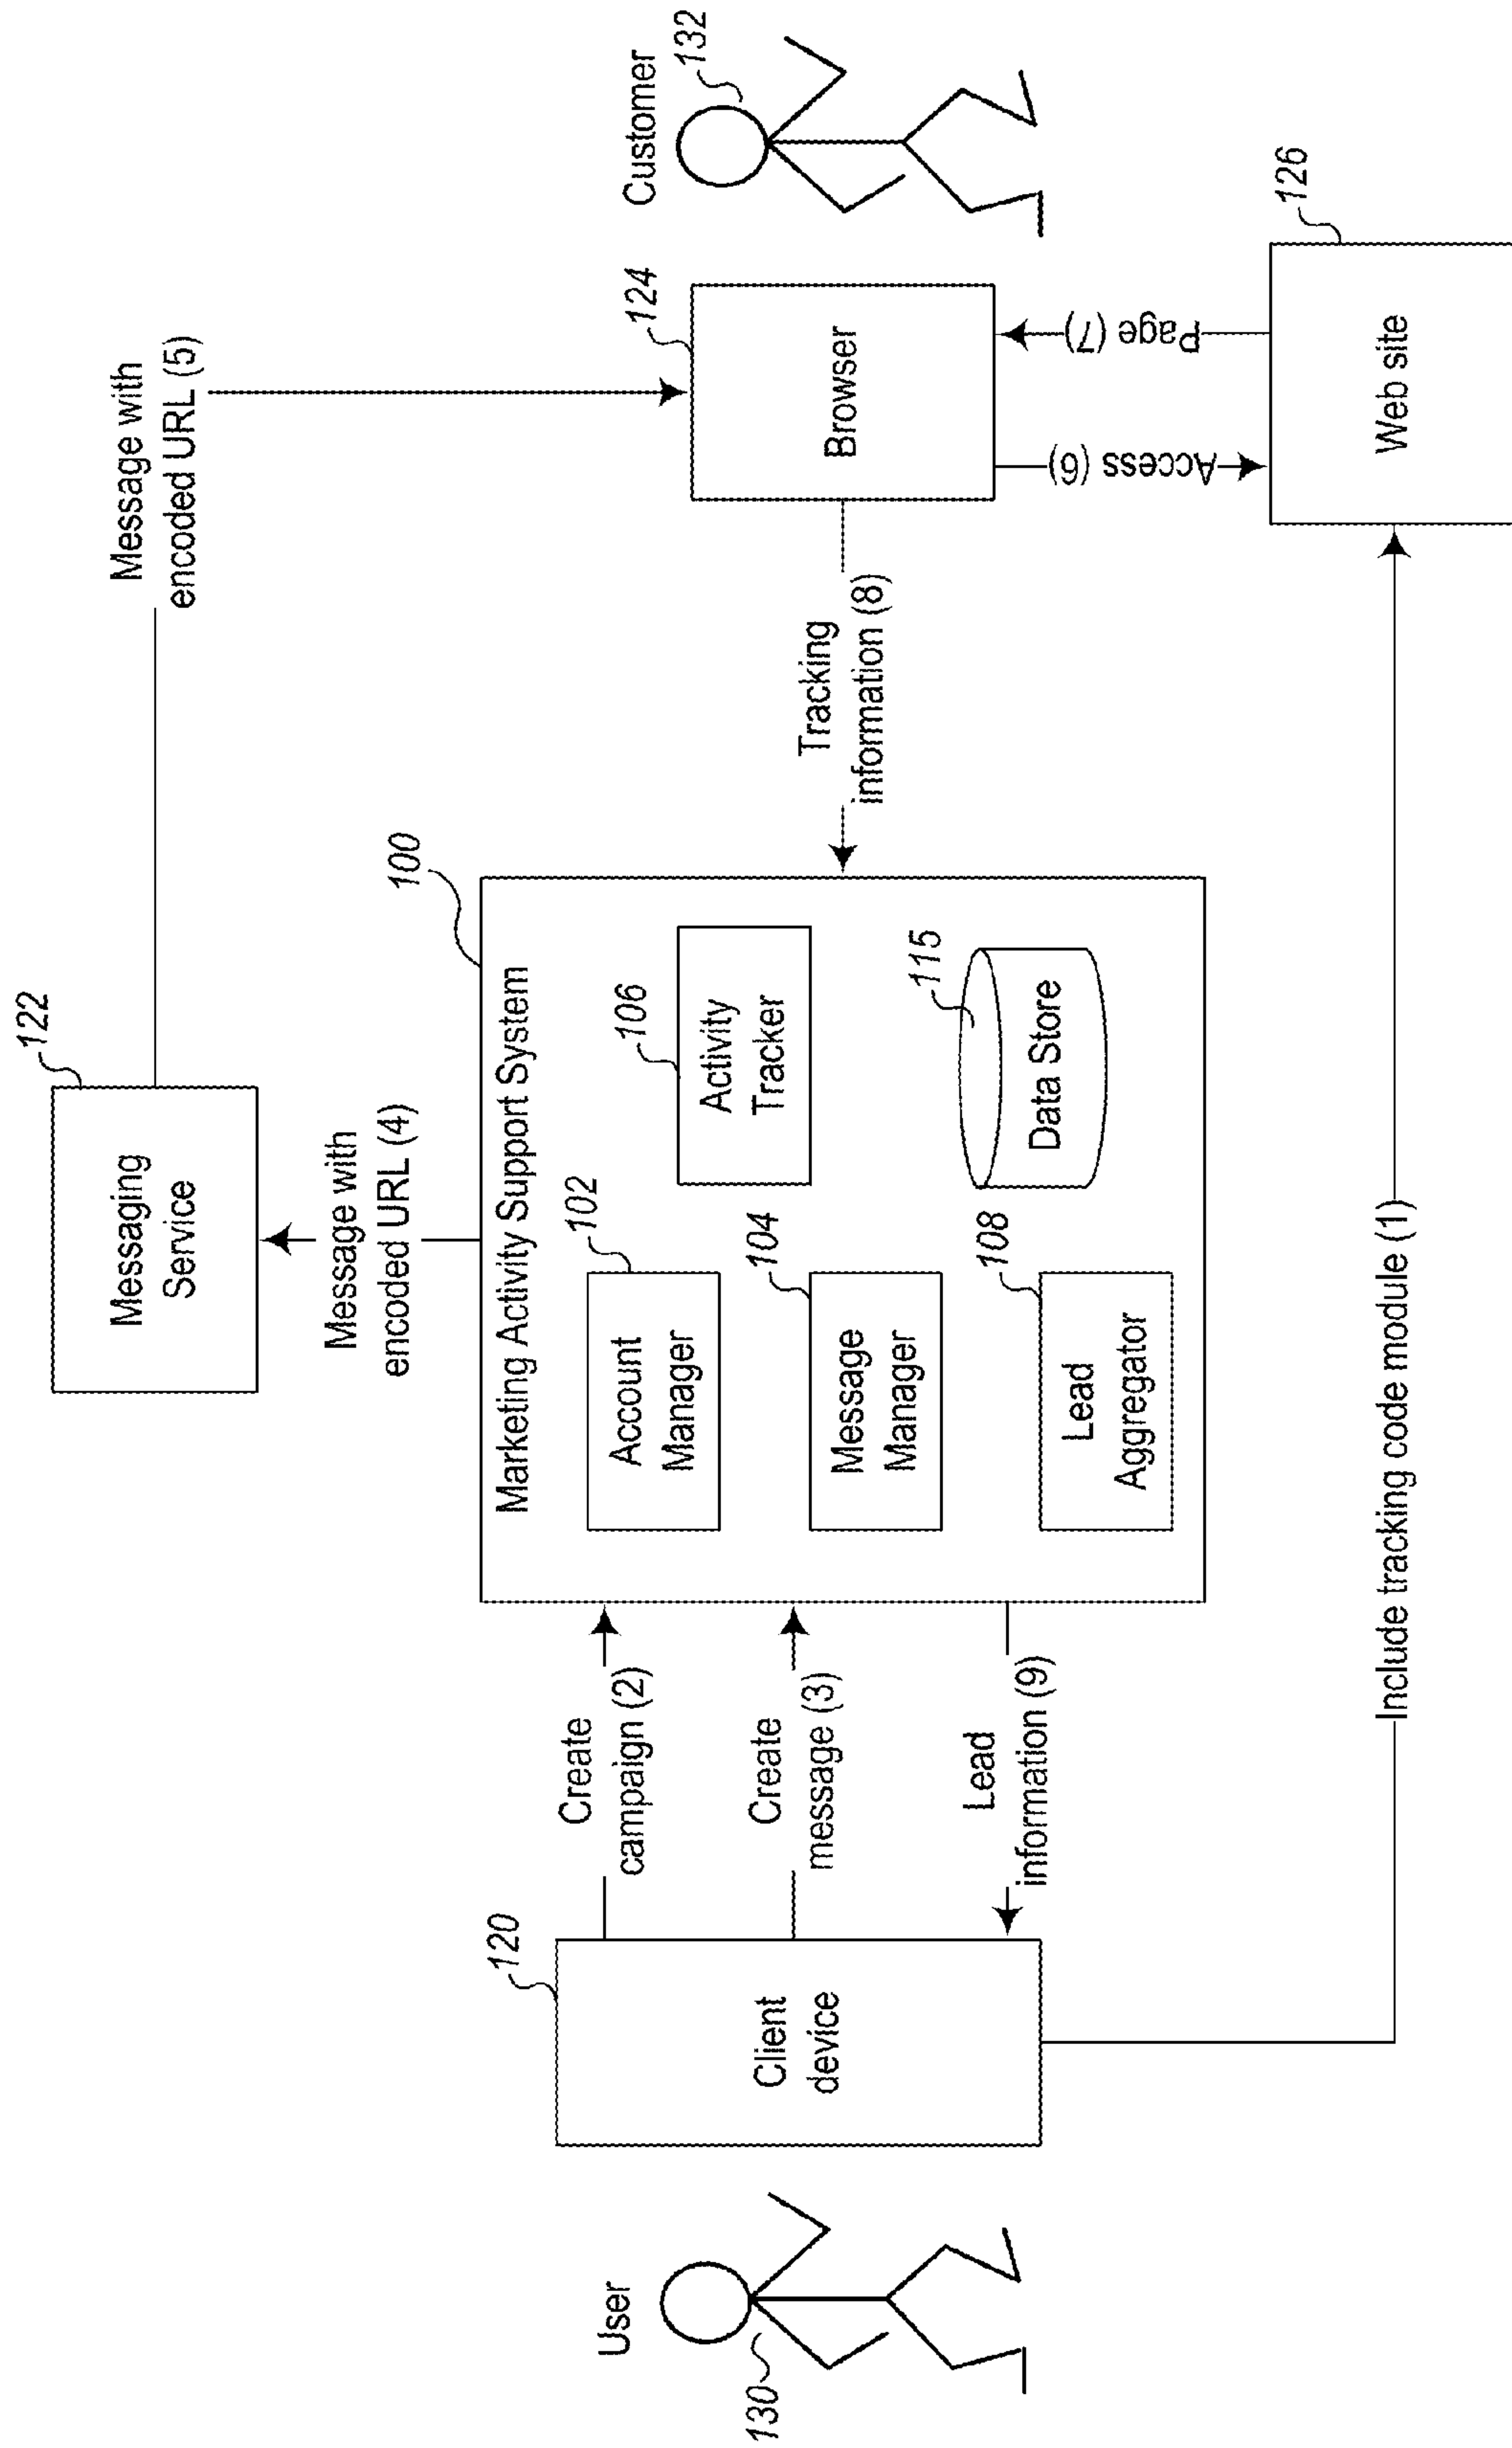 122
Messaging
Service
Message with
encoded URL (5)
Message with
encoded URL (4)
100
Marketing Activity Support System
102
Account
Manager
106
Activity
Tracker
104
Message
Manager
108
Lead
Aggregator
115
Data Store
Create
campaign (2)
Create
message (3)
Lead
information (9)
120
Client
device
User
130
Tracking
information (8)
124
Browser
Customer
132
Access (6)
Page (7)
126
Web site
Include tracking code module (1)